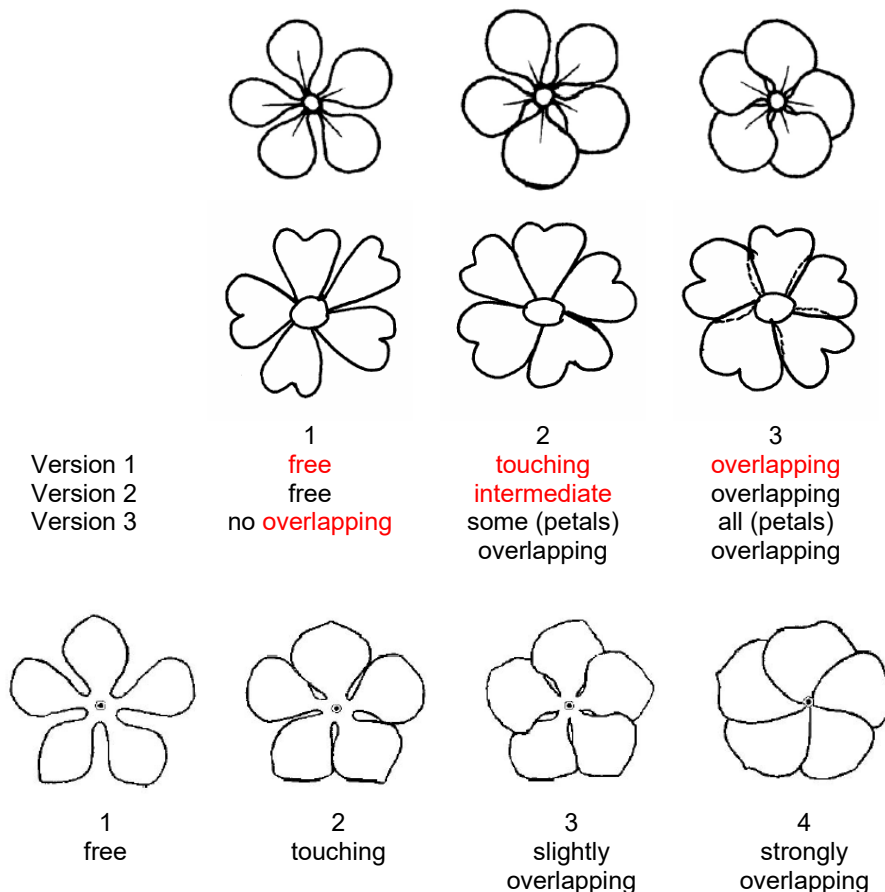 1 2 3
Version 1 free touching overlapping
Version 2 free intermediate overlapping
Version 3 no overlapping some (petals) all (petals)
overlapping overlapping
1 2 3 4
free touching slightly strongly
overlapping overlapping